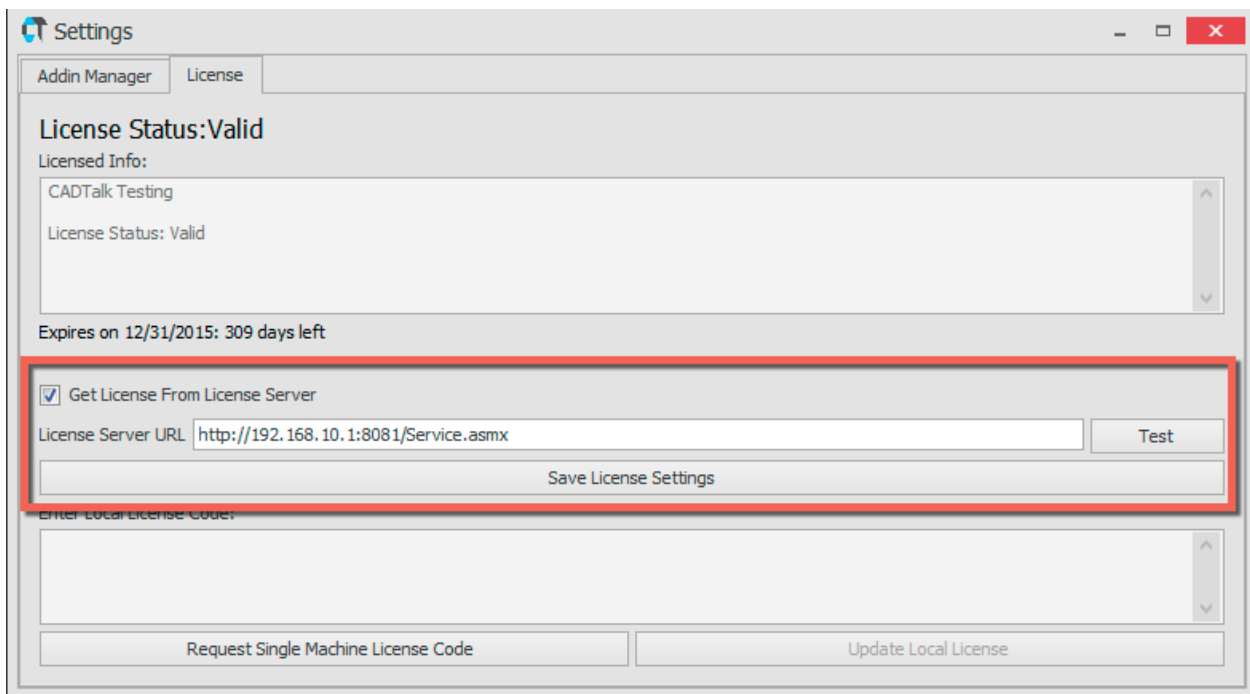 Settings
Addin Manager License
License Status:Valid
Licensed Info:
CADTalk Testing
License Status: Valid
Expires on 12/31/2015: 309 days left
Get License From License Server
License Server URL http://192.168.10.1:8081/Service.asmx Test
Save License Settings
Enter Local License Code:
Request Single Machine License Code Update Local License